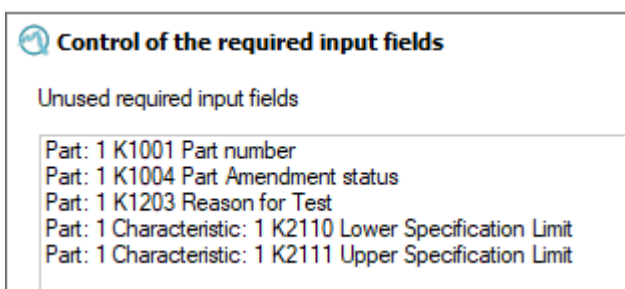 Control of the required input fields
Unused required input fields
Part: 1 K1001 Part number
Part: 1 K1004 Part Amendment status
Part: 1 K1203 Reason for Test
Part: 1 Characteristic: 1 K2110 Lower Specification Limit
Part: 1 Characteristic: 1 K2111 Upper Specification Limit